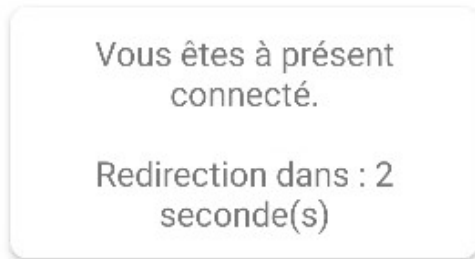 Vous êtes à présent
connecté.
Redirection dans : 2
seconde(s)